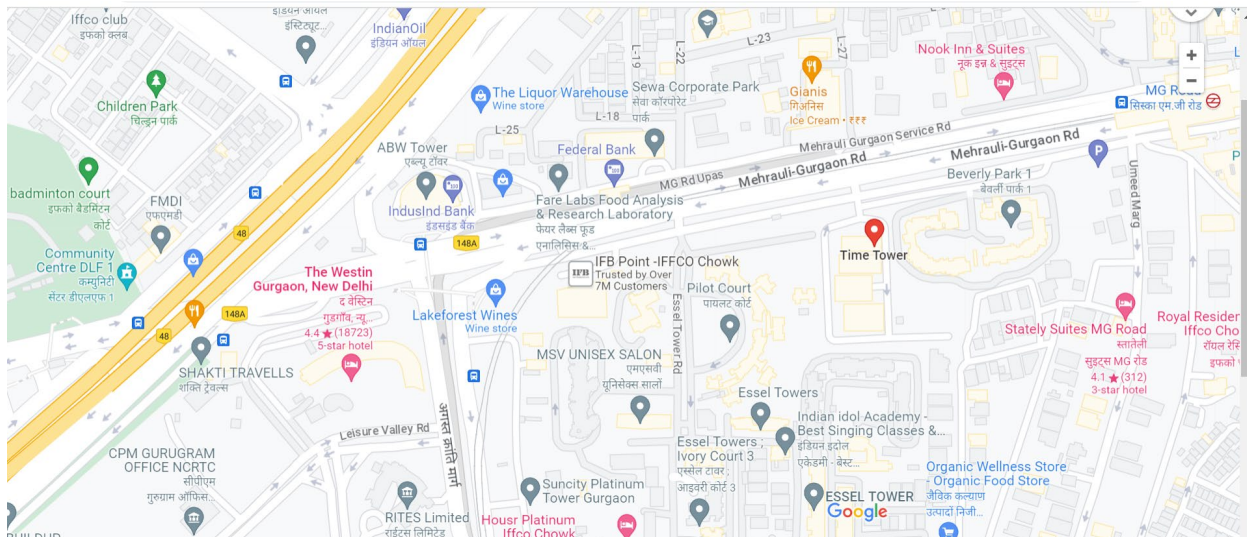 Iffco club
इफको क्लब
इंडियन ऑयल
इंस्टिट्यूट...
IndianOil
इंडियन ऑयल
L-19
L-22
L-23
L-27
Nook Inn & Suites
नूक इन्न & सुइट्स
Children Park
चिल्ड्रन पार्क
The Liquor Warehouse
Wine store
Sewa Corporate Park
सेवा कॉरपोरेट
पार्क
Gianis
गिअनिस
Ice Cream • ₹₹₹
MG Road
सिस्का एम.जी रोड
L-18
L-25
Mehrauli Gurgaon Service Rd
ABW Tower
एब्ल्यू टॉवर
Federal Bank
Mehrauli-Gurgaon Rd
Mehrauli-Gurgaon Rd
MG Rd Upas
P
Beverly Park 1
बेवर्ली पार्क 1
Umeed Marg
badminton court
इफको बैडमिंटन
कोर्ट
FMDI
एफएमडी
IndusInd Bank
इंडसइंड बैंक
Fare Labs Food Analysis
& Research Laboratory
फेयर लैब्स फूड
एनालिसिस &...
48
148A
Community
Centre DLF 1
कम्युनिटी
सेंटर डीएलएफ 1
Time Tower
The Westin
Gurgaon, New Delhi
द वेस्टिन
गुडगाँव, न्यू...
4.4★(18723)
5-star hotel
IFB
IFB Point -IFFCO Chowk
Trusted by Over
7M Customers
Pilot Court
पायलट कोर्ट
Essel Tower Rd
Lakeforest Wines
Wine store
148A
48
Stately Suites MG Road
स्तातेली
सुइट्स MG रोड
4.1★(312)
3-star hotel
Royal Residen
Iffco Cho
रॉयल रेसि
इफको
SHAKTI TRAVELLS
शक्ति ट्रेवल्स
MSV UNISEX SALON
एमएसवी
यूनिसेक्स सालों
Essel Towers
Leisure Valley Rd
अगस्त क्रांति मार्ग
Indian idol Academy -
Best Singing Classes &...
इंडियन इदोल
एकेडमी - बेस्ट...
Essel Towers ;
Ivory Court 3
एस्सेल टावर ;
आइवरी कोर्ट 3
CPM GURUGRAM
OFFICE NCRTC
सीपीएम
गुरुग्राम ऑफिस...
Organic Wellness Store
- Organic Food Store
जैविक कल्याण
उत्पादों निजी...
Suncity Platinum
Tower Gurgaon
ESSEL TOWER
Google
RITES Limited
राईट्स लिमिटेड
Housr Platinum
Iffco Chowk